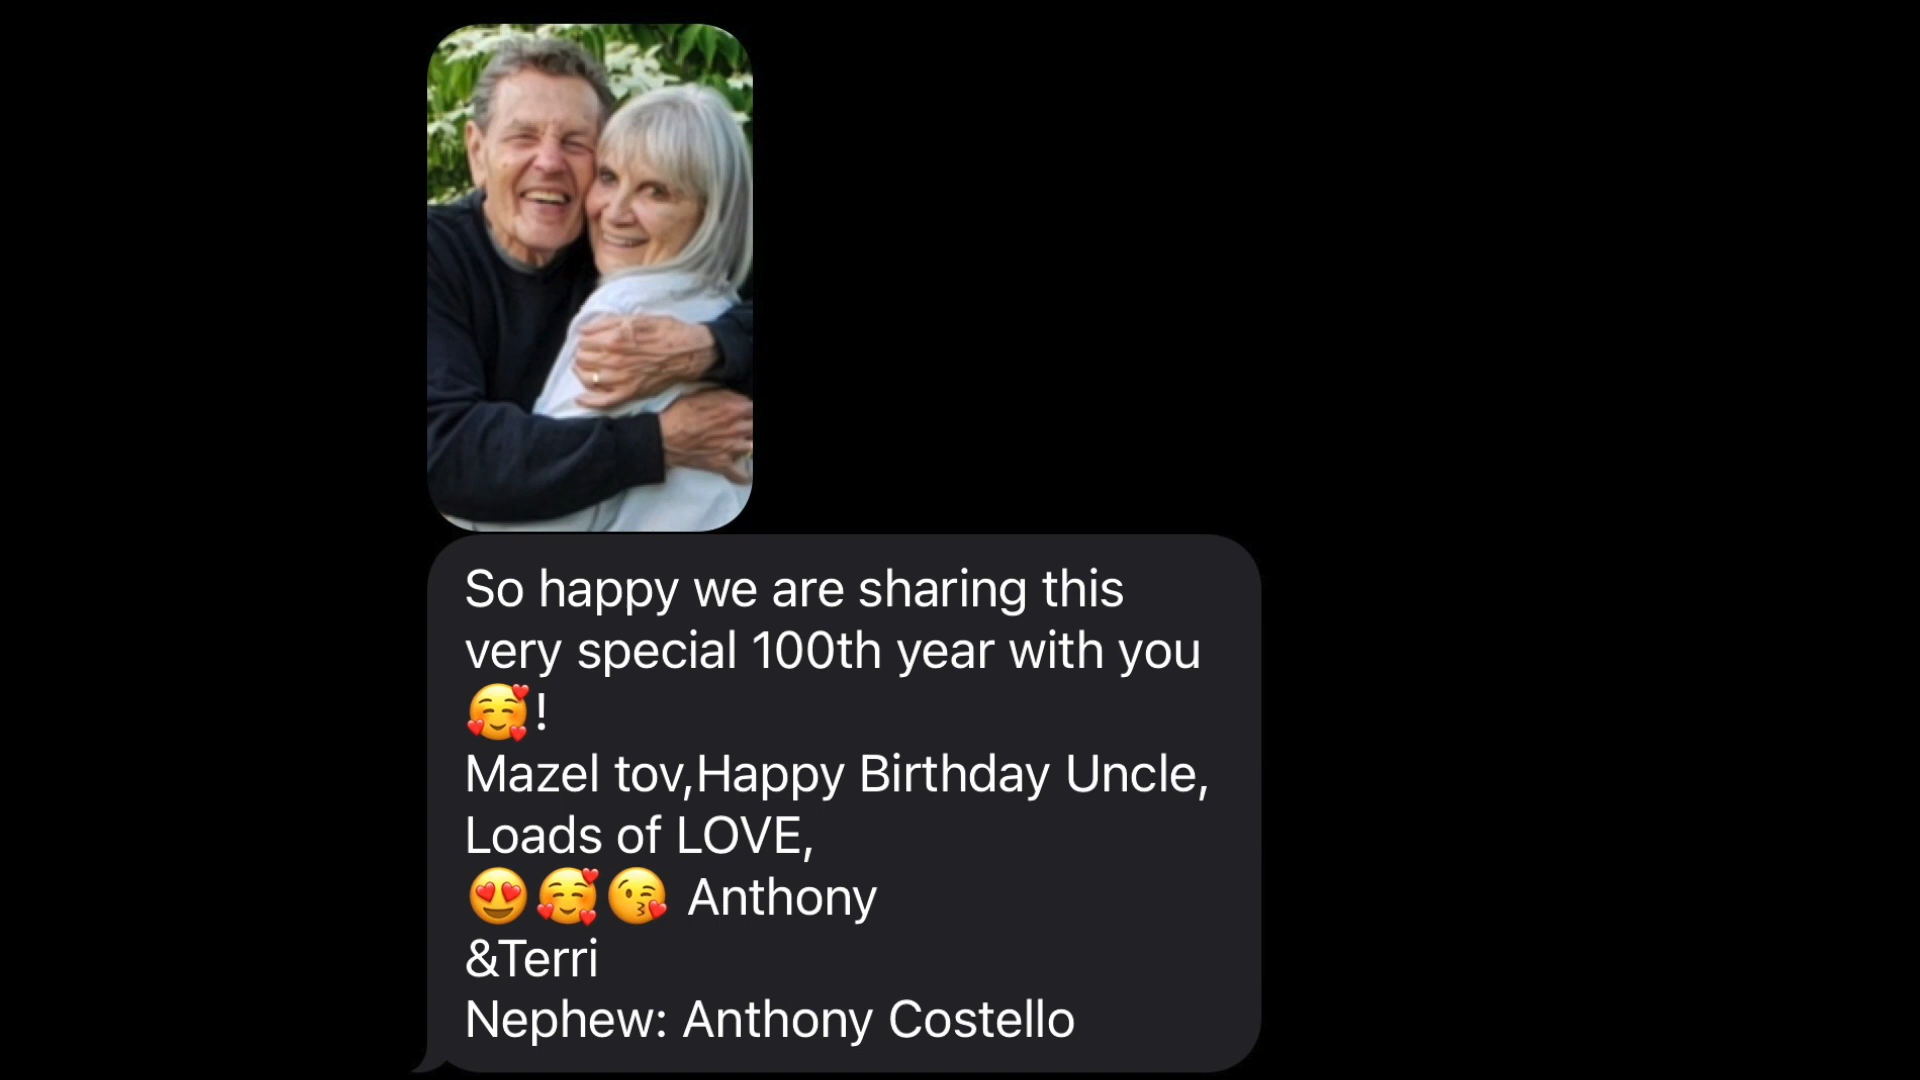 So happy we are sharing this
very special 100th year with you
🥰!
Mazel tov,Happy Birthday Uncle,
Loads of LOVE,
😍🥰😘 Anthony
&Terri
Nephew: Anthony Costello